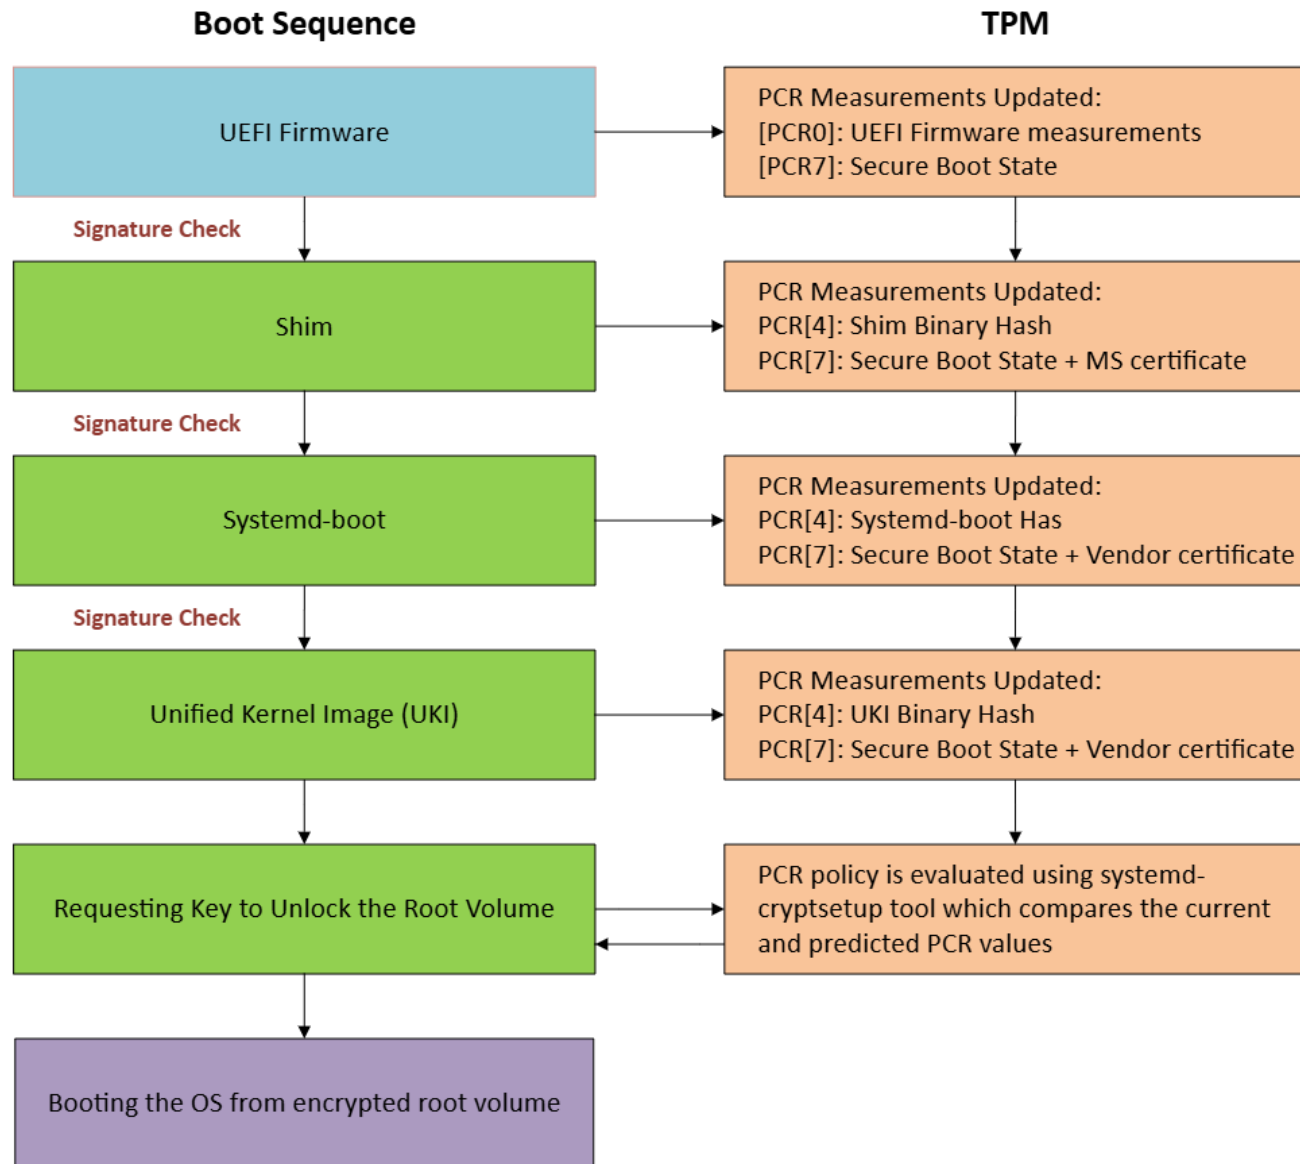 Boot Sequence
TPM
UEFI Firmware
PCR Measurements Updated:
[PCR0]: UEFI Firmware measurements
[PCR7]: Secure Boot State
Signature Check
Shim
PCR Measurements Updated:
PCR[4]: Shim Binary Hash
PCR[7]: Secure Boot State + MS certificate
Signature Check
Systemd-boot
PCR Measurements Updated:
PCR[4]: Systemd-boot Has
PCR[7]: Secure Boot State + Vendor certificate
Signature Check
Unified Kernel Image (UKI)
PCR Measurements Updated:
PCR[4]: UKI Binary Hash
PCR[7]: Secure Boot State + Vendor certificate
Requesting Key to Unlock the Root Volume
PCR policy is evaluated using systemd-
cryptsetup tool which compares the current
and predicted PCR values
Booting the OS from encrypted root volume